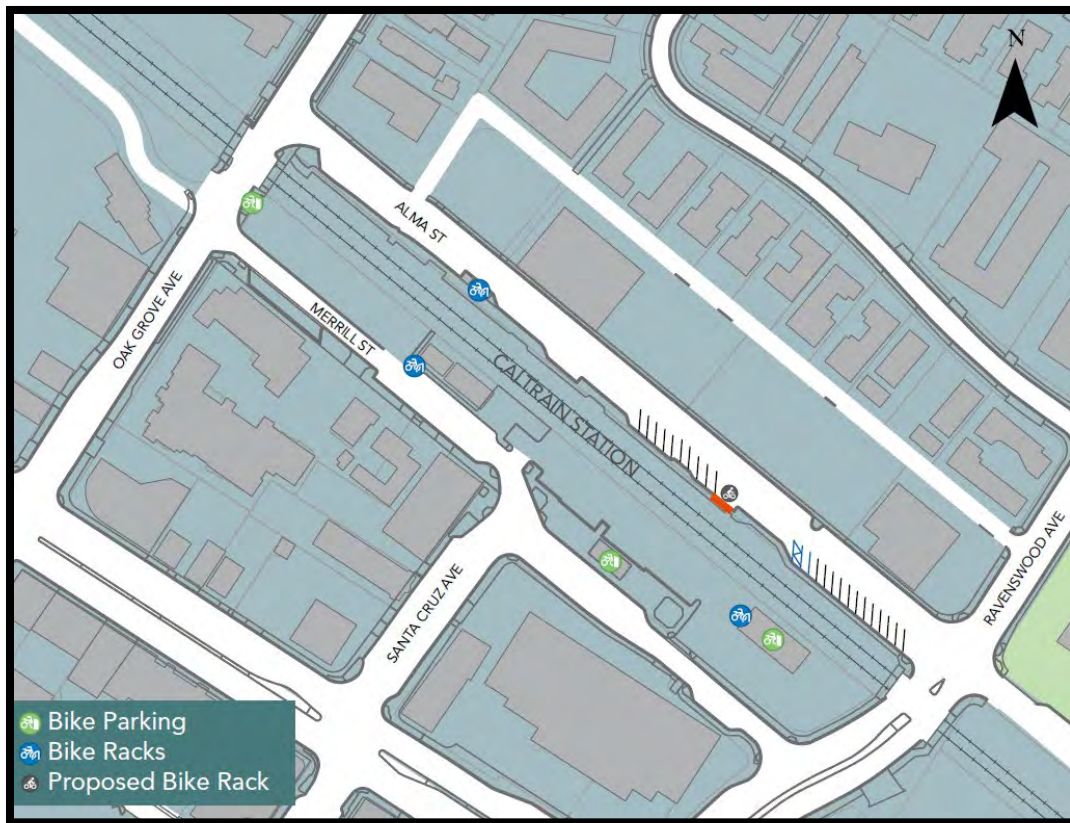 N
ALMA ST
OAK GROVE AVE
MERRILL ST
CALTRAIN STATION
SANTA CRUZ AVE
RAVENSWOOD AVE
Bike Parking
Bike Racks
Proposed Bike Rack